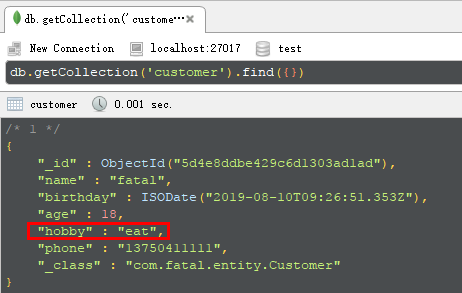 db.getCollection('custome…
New Connection localhost:27017 test
db.getCollection('customer').find({})
customer 0.001 sec.
/* 1 */
{
"_id" : ObjectId("5d4e8ddbe429c6d1303ad1ad"),
"name" : "fatal",
"birthday" : ISODate("2019-08-10T09:26:51.353Z"),
"age" : 18,
"hobby" : "eat",
"phone" : "13750411111",
"_class" : "com.fatal.entity.Customer"
}